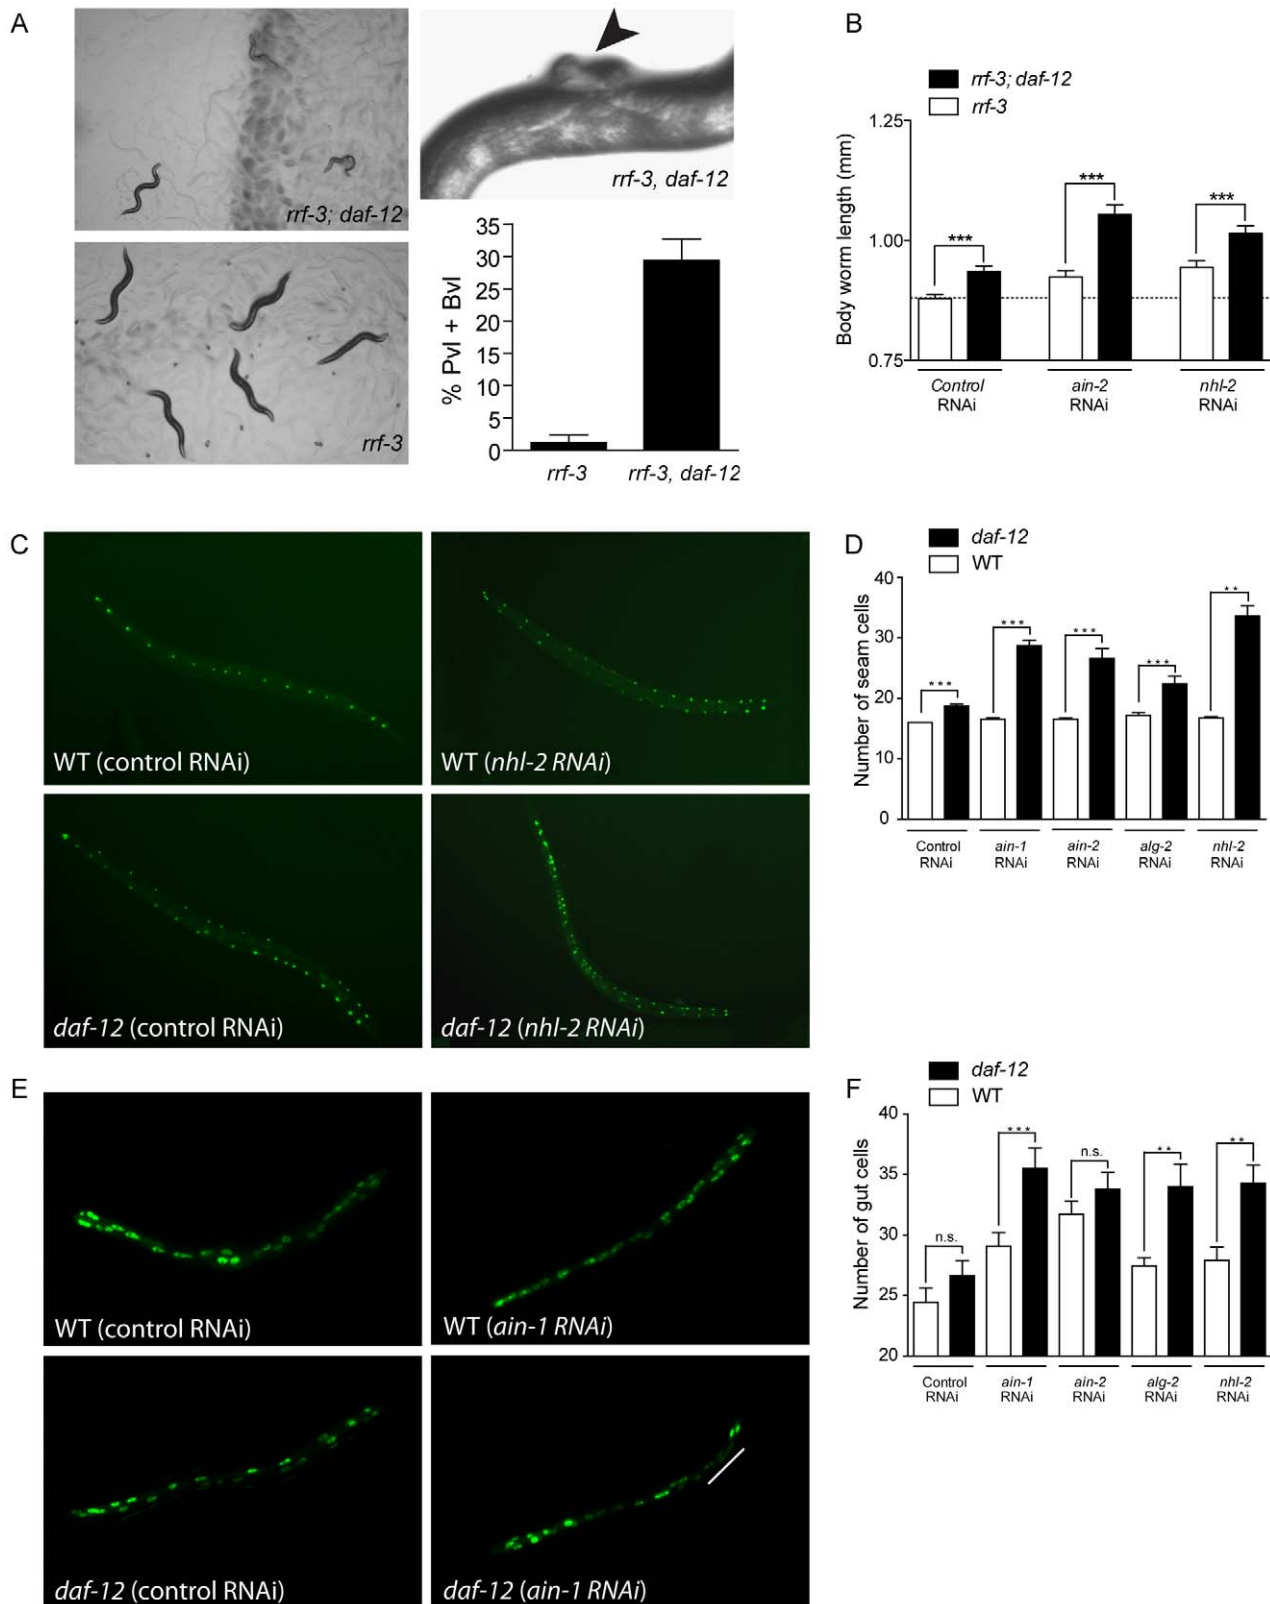 A
rrf-3; daf-12
rrf-3
rrf-3, daf-12
% Pvl + Bvl
35
30
25
20
15
10
5
0
rrf-3
rrf-3, daf-12
B
rrf-3; daf-12
rrf-3
Body worm length (mm)
1.25
1.00
0.75
***
***
***
Control
RNAi
ain-2
RNAi
nhl-2
RNAi
C
WT (control RNAi)
WT (nhl-2 RNAi)
daf-12 (control RNAi)
daf-12 (nhl-2 RNAi)
D
daf-12
WT
Number of seam cells
40
30
20
10
0
***
***
***
***
**
Control
RNAi
ain-1
RNAi
ain-2
RNAi
alg-2
RNAi
nhl-2
RNAi
E
WT (control RNAi)
WT (ain-1 RNAi)
daf-12 (control RNAi)
daf-12 (ain-1 RNAi)
F
daf-12
WT
Number of gut cells
40
35
30
25
20
n.s.
***
n.s.
**
**
Control
RNAi
ain-1
RNAi
ain-2
RNAi
alg-2
RNAi
nhl-2
RNAi